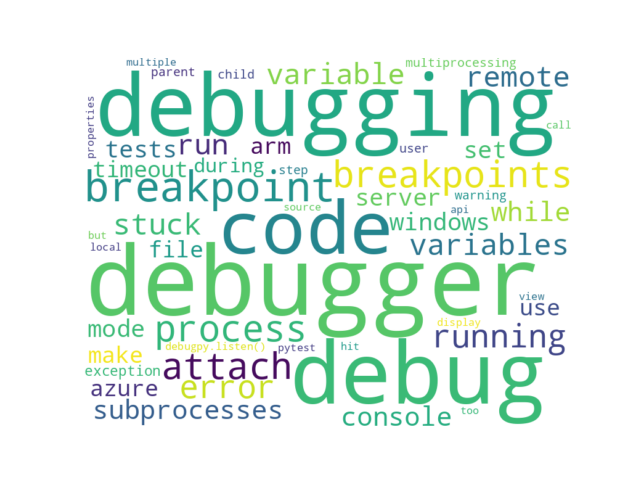 multiple
parent
child
variable
multiprocessing
remote
debugging
properties
call
tests
run
arm
user
set
timeout
during
step
breakpoints
breakpoint
server
warning
source
code
api
while
stuck
windows
but
local
file
variables
debugger
view
use
mode
process
display
running
make
debugpy.listen()
pytest
hit
attach
debug
exception
azure
error
subprocesses
console
too